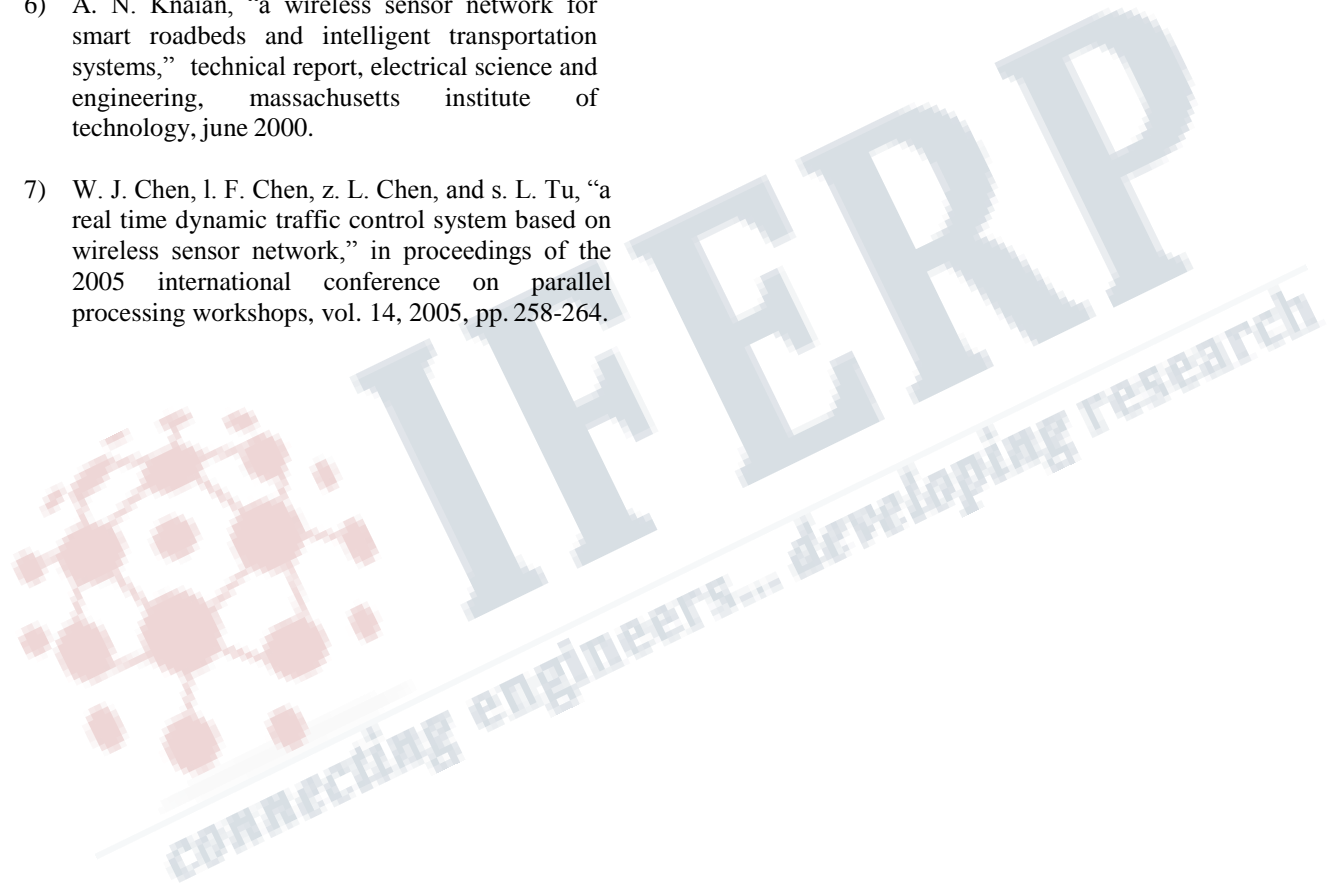 6) A. N. Knaian, “a wireless sensor network for
smart roadbeds and intelligent transportation
systems,” technical report, electrical science and
engineering, massachusetts institute of
technology, june 2000.
7) W. J. Chen, l. F. Chen, z. L. Chen, and s. L. Tu, “a
real time dynamic traffic control system based on
wireless sensor network,” in proceedings of the
2005 international conference on parallel
processing workshops, vol. 14, 2005, pp. 258-264.
IFERP
connecting engineers... developing research